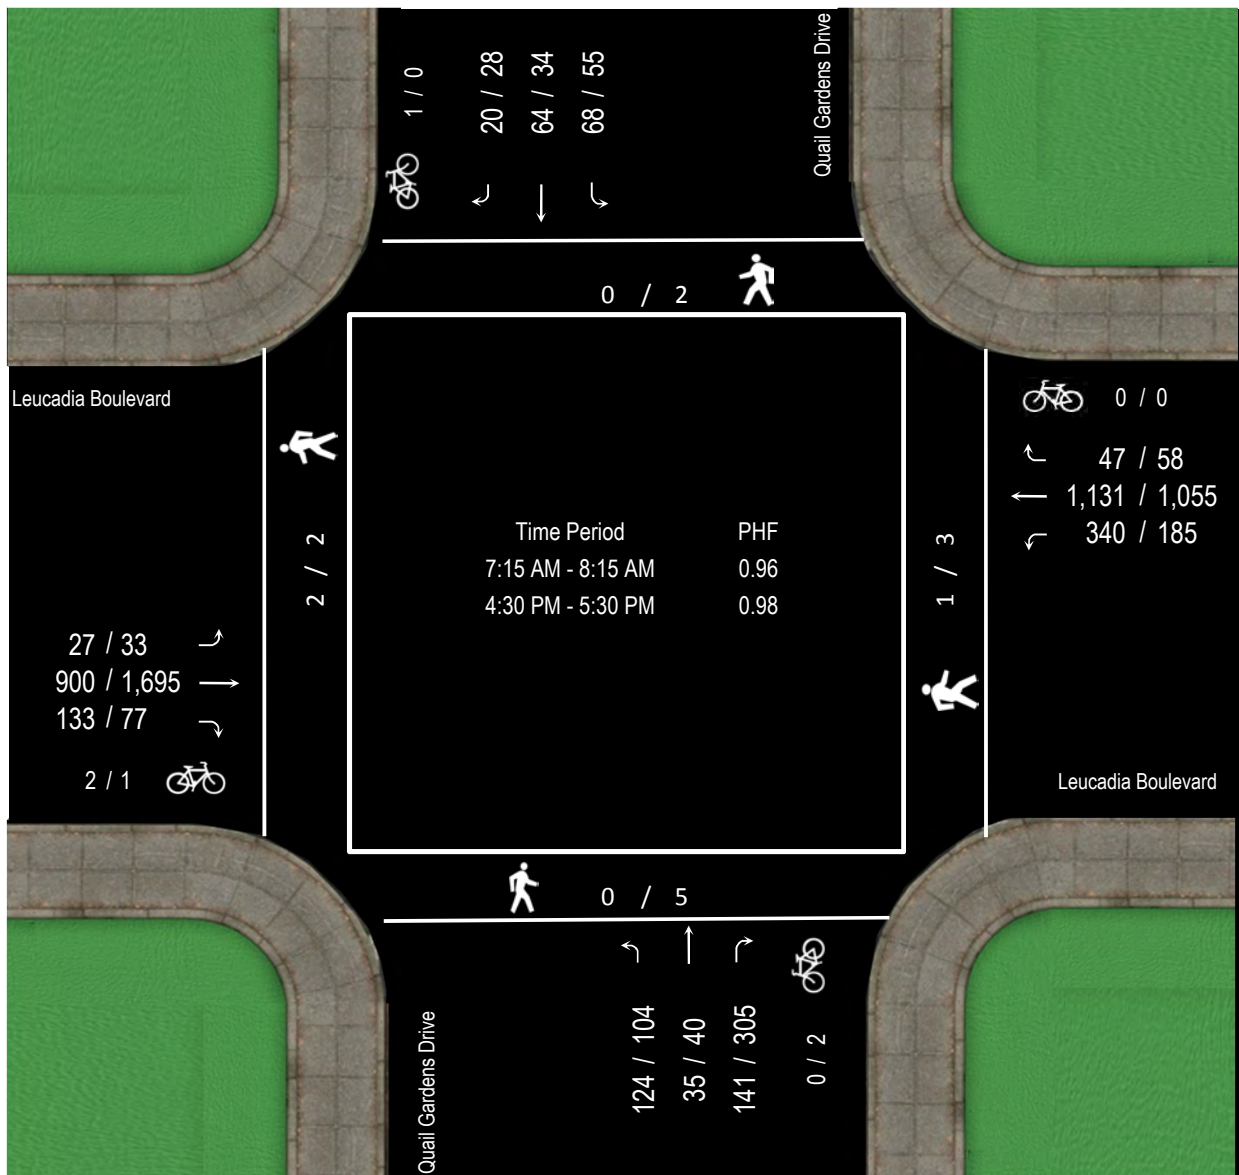 1 / 0
20 / 28
64 / 34
68 / 55
Quail Gardens Drive
0 / 2
Leucadia Boulevard
0 / 0
47 / 58
1,131 / 1,055
340 / 185
2 / 2
Time Period PHF
7:15 AM - 8:15 AM 0.96
4:30 PM - 5:30 PM 0.98
1 / 3
27 / 33
900 / 1,695
133 / 77
2 / 1
Leucadia Boulevard
0 / 5
Quail Gardens Drive
124 / 104
35 / 40
141 / 305
0 / 2